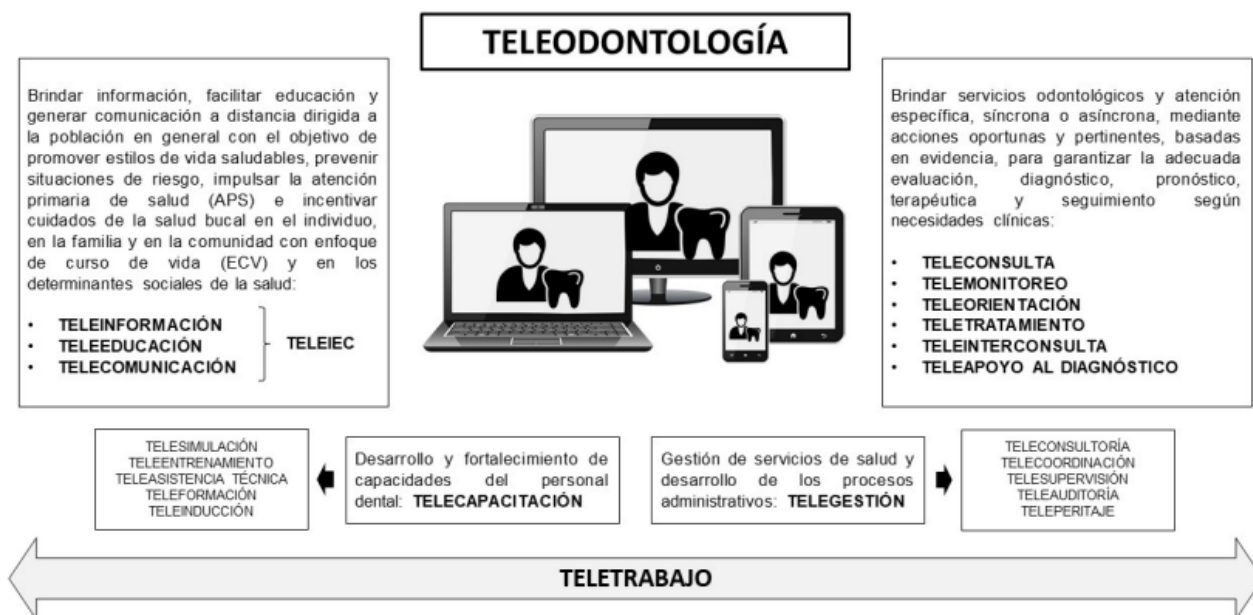 TELEODONTOLOGÍA
Brindar información, facilitar educación y
generar comunicación a distancia dirigida a
la población en general con el objetivo de
promover estilos de vida saludables, prevenir
situaciones de riesgo, impulsar la atención
primaria de salud (APS) e incentivar
cuidados de la salud bucal en el individuo,
en la familia y en la comunidad con enfoque
de curso de vida (ECV) y en los
determinantes sociales de la salud:
• TELEINFORMACIÓN
• TELEEDUCACIÓN
• TELECOMUNICACIÓN
TELEIEC
Brindar servicios odontológicos y atención
específica, síncrona o asíncrona, mediante
acciones oportunas y pertinentes, basadas
en evidencia, para garantizar la adecuada
evaluación, diagnóstico, pronóstico,
terapéutica y seguimiento según
necesidades clínicas:
• TELECONSULTA
• TELEMONITOREO
• TELEORIENTACIÓN
• TELETRATAMIENTO
• TELEINTERCONSULTA
• TELEAPOYO AL DIAGNÓSTICO
TELESIMULACIÓN
TELEENTRENAMIENTO
TELEASISTENCIA TÉCNICA
TELEFORMACIÓN
TELEINDUCCIÓN
Desarrollo y fortalecimiento de
capacidades del personal
dental: TELECAPACITACIÓN
Gestión de servicios de salud y
desarrollo de los procesos
administrativos: TELEGESTIÓN
TELECONSULTORÍA
TELECOORDINACIÓN
TELESUPERVISIÓN
TELEAUDITORÍA
TELEPERITAJE
TELETRABAJO